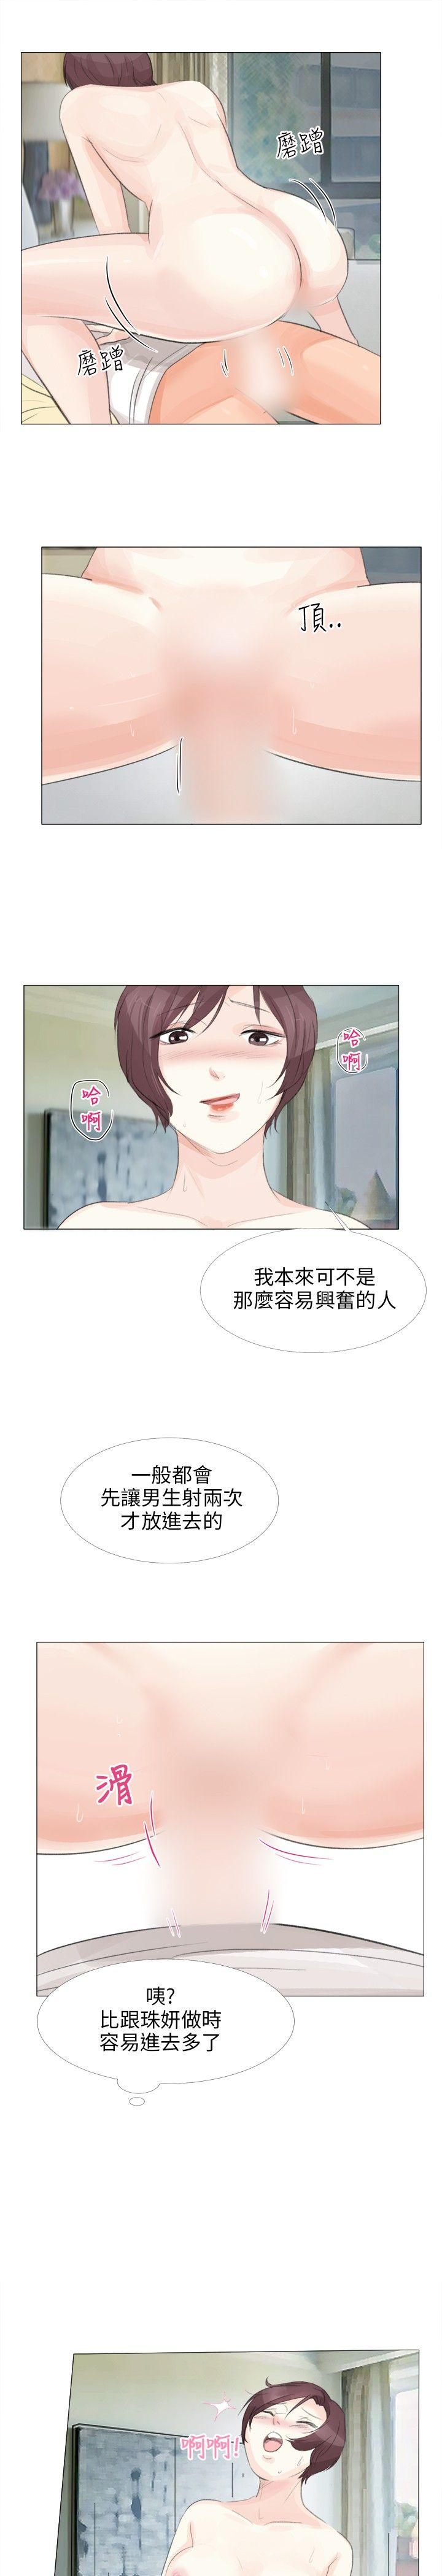 磨蹭
磨蹭
頂..
哈
啊
哈
啊
我本來可不是
那麼容易興奮的人
一般都會
先讓男生射兩次
才放進去的
滑
咦?
比跟珠妍做時
容易進去多了
啊啊!